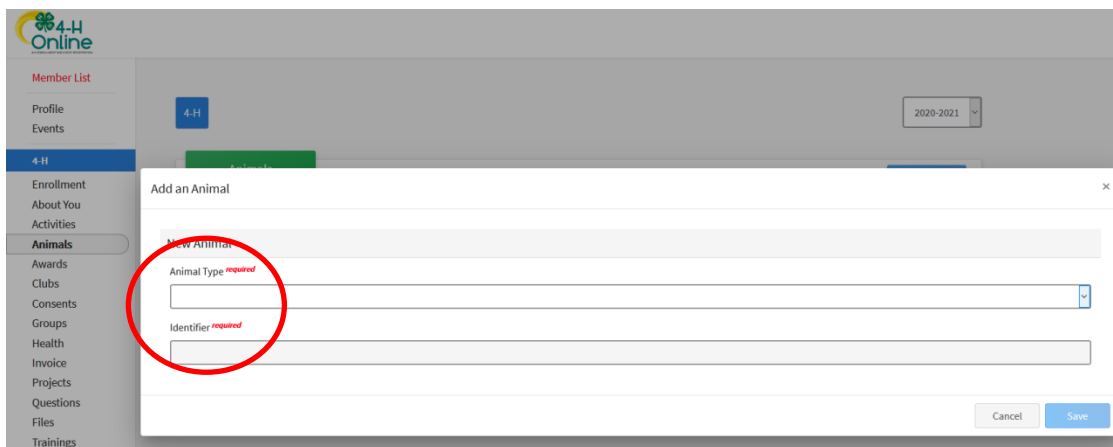 4-H
Online
Member List
Profile
Events
4-H
Enrollment
About You
Activities
Animals
Awards
Clubs
Consents
Groups
Health
Invoice
Projects
Questions
Files
Trainings
4-H
2020-2021
Animals
Add an Animal
×
New Animal
Animal Type required
Identifier required
Cancel
Save